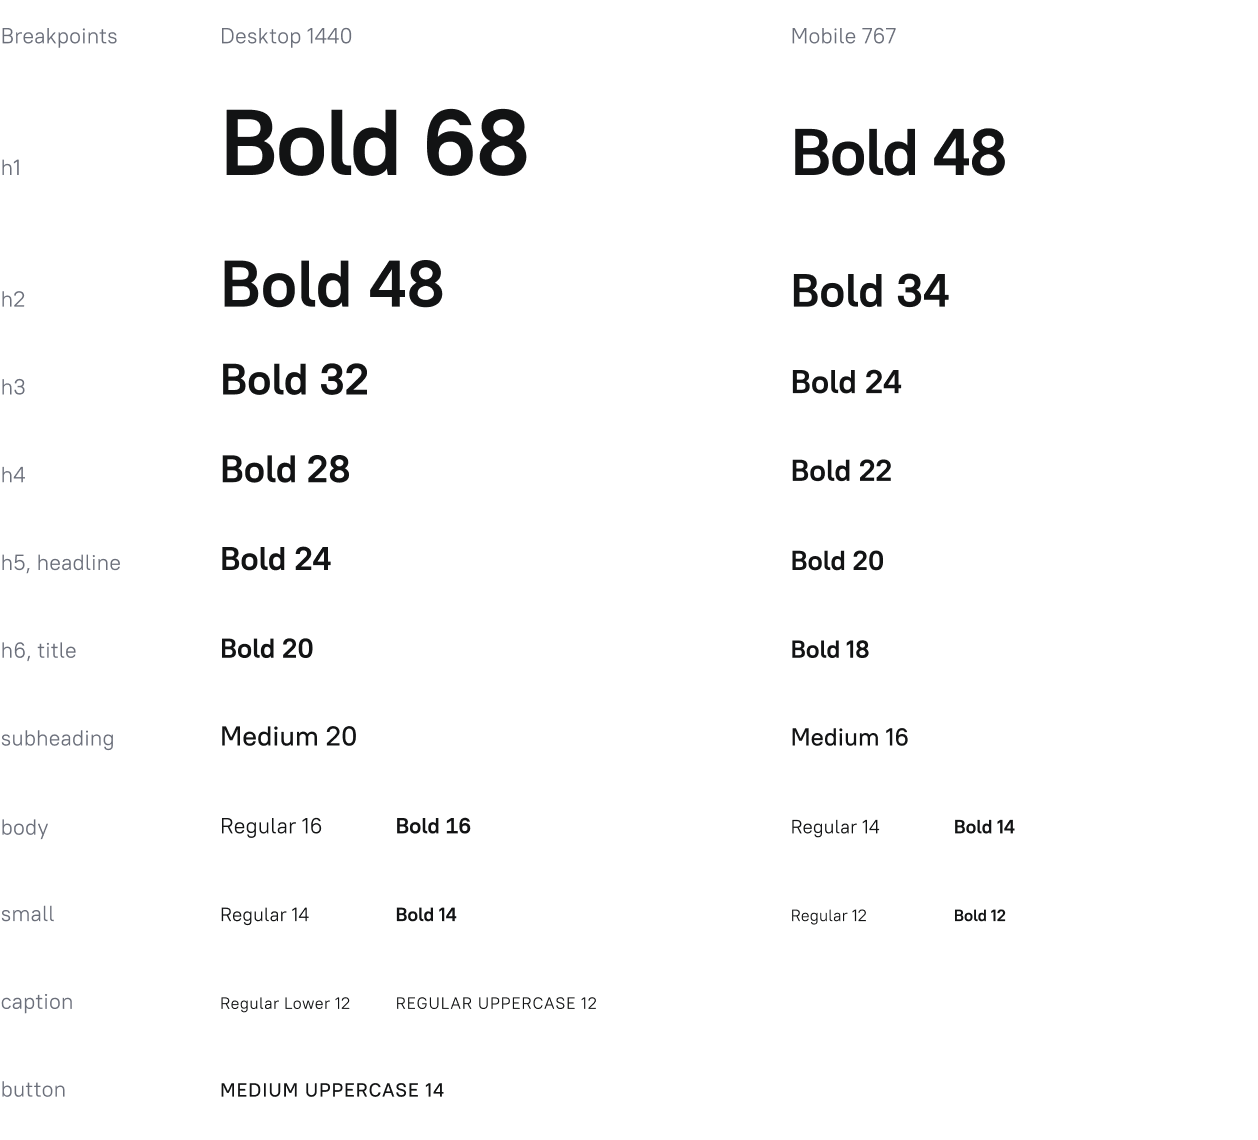 Breakpoints Desktop 1440 Mobile 767
h1 Bold 68 Bold 48
h2 Bold 48 Bold 34
h3 Bold 32 Bold 24
h4 Bold 28 Bold 22
h5, headline Bold 24 Bold 20
h6, title Bold 20 Bold 18
subheading Medium 20 Medium 16
body Regular 16 Bold 16 Regular 14 Bold 14
small Regular 14 Bold 14 Regular 12 Bold 12
caption Regular Lower 12 REGULAR UPPERCASE 12
button MEDIUM UPPERCASE 14